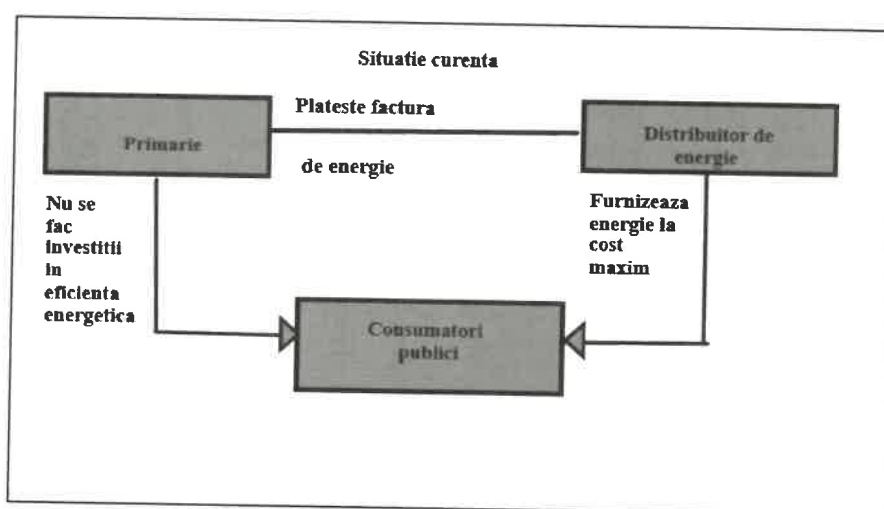 Situatie curenta
Plateste factura
de energie
Primarie
Distribuitor de
energie
Nu se
fac
investitii
in
eficienta
energetica
Furnizeaza
energie la
cost
maxim
Consumatori
publici